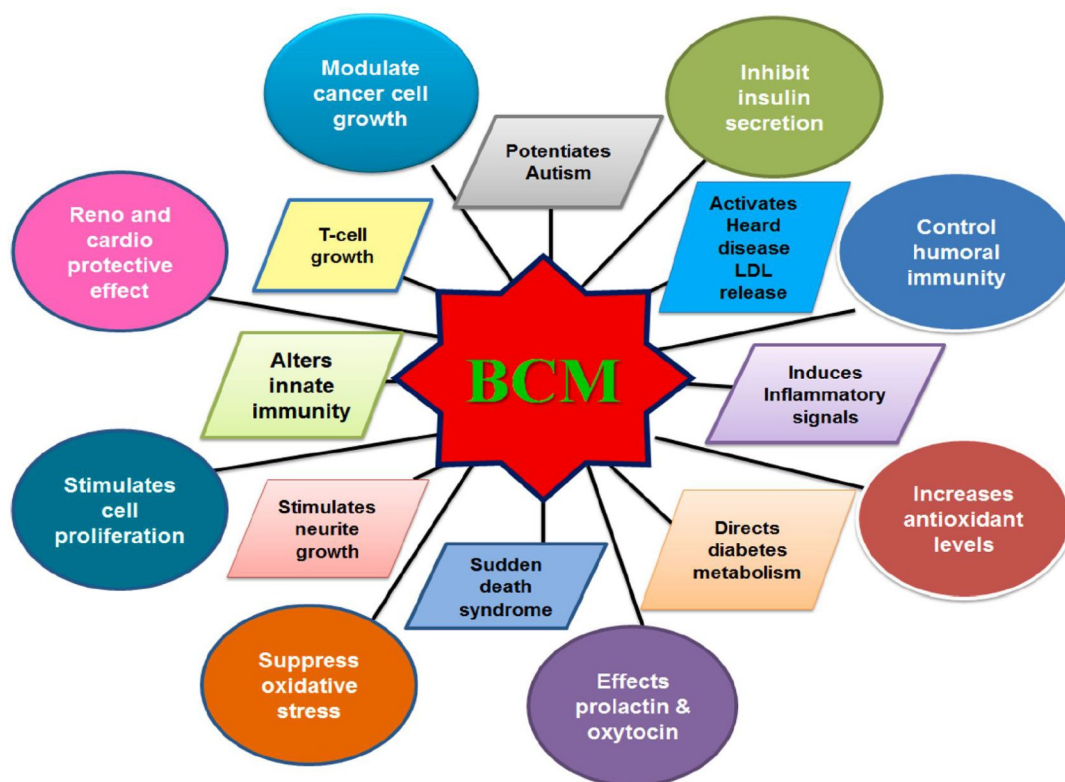 Modulate
cancer cell
growth
Inhibit
insulin
secretion
Potentiates
Autism
Reno and
cardio
protective
effect
T-cell
growth
Activates
Heard
disease
LDL
release
Control
humoral
immunity
Alters
innate
immunity
BCM
Induces
Inflammatory
signals
Stimulates
cell
proliferation
Stimulates
neurite
growth
Sudden
death
syndrome
Directs
diabetes
metabolism
Increases
antioxidant
levels
Suppress
oxidative
stress
Effects
prolactin &
oxytocin